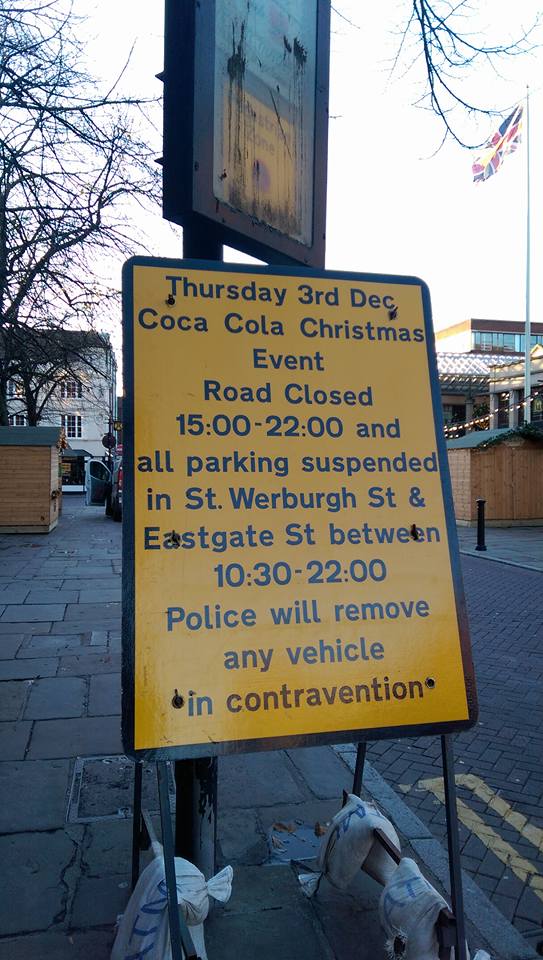 Thursday 3rd Dec
Coca Cola Christmas
Event
Road Closed
15:00-22:00 and
all parking suspended
in St. Werburgh St &
Eastgate St between
10:30-22:00
Police will remove
any vehicle
in contravention